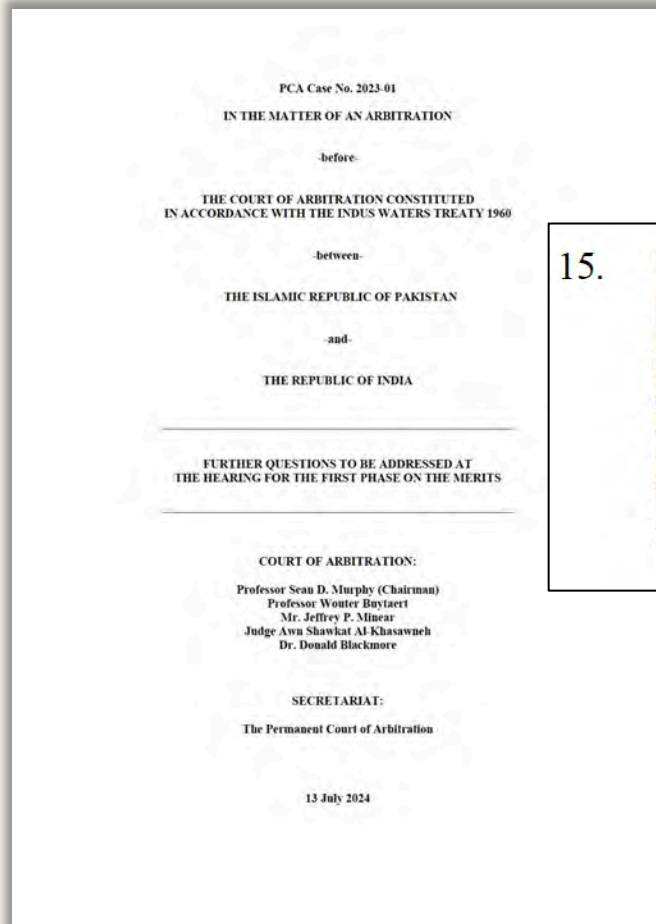 PCA Case No. 2023-01
IN THE MATTER OF AN ARBITRATION
-before-
THE COURT OF ARBITRATION CONSTITUTED
IN ACCORDANCE WITH THE INDUS WATERS TREATY 1960
-between-
THE ISLAMIC REPUBLIC OF PAKISTAN
-and-
THE REPUBLIC OF INDIA
FURTHER QUESTIONS TO BE ADDRESSED AT
THE HEARING FOR THE FIRST PHASE ON THE MERITS
COURT OF ARBITRATION:
Professor Sean D. Murphy (Chairman)
Professor Wouter Buytaert
Mr. Jeffrey P. Minear
Judge Awn Shawkat Al-Khasawneh
Dr. Donald Blackmore
SECRETARIAT:
The Permanent Court of Arbitration
13 July 2024
15.